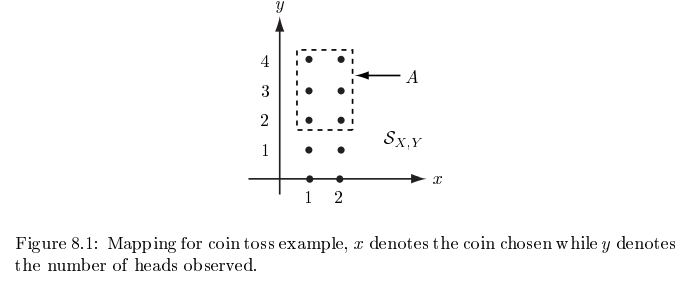 y
4
3
A
2
1
S_{X,Y}
x
1 2
Figure 8.1: Mapping for coin toss example, x denotes the coin chosen while y denotes
the number of heads observed.